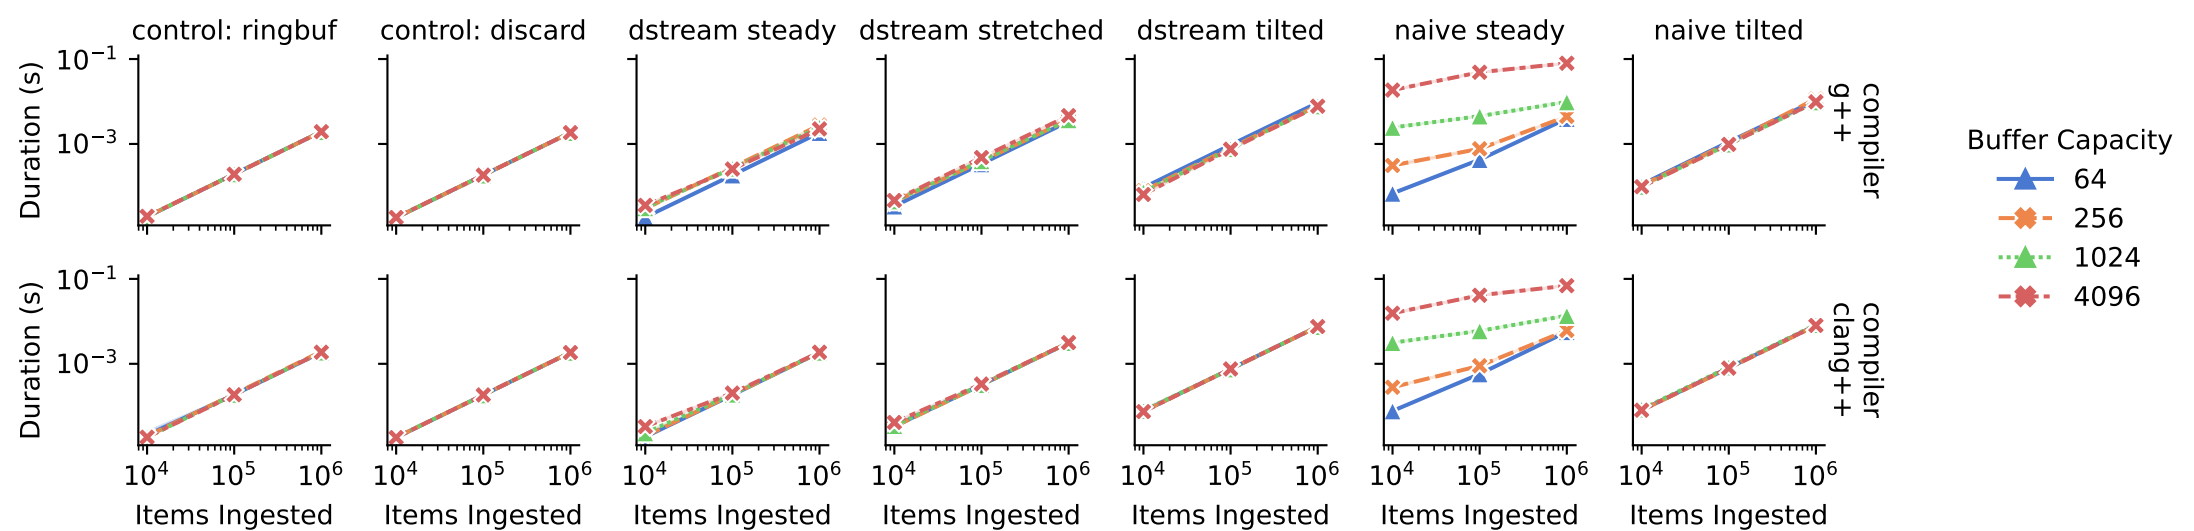 control: ringbuf
control: discard
dstream steady
dstream stretched
dstream tilted
naive steady
naive tilted
Duration (s)
10⁻¹
10⁻³
compiler
g++
Duration (s)
10⁻¹
10⁻³
compiler
clang++
10⁴ 10⁵ 10⁶
10⁴ 10⁵ 10⁶
10⁴ 10⁵ 10⁶
10⁴ 10⁵ 10⁶
10⁴ 10⁵ 10⁶
10⁴ 10⁵ 10⁶
10⁴ 10⁵ 10⁶
Items Ingested
Items Ingested
Items Ingested
Items Ingested
Items Ingested
Items Ingested
Items Ingested
Buffer Capacity
64
256
1024
4096